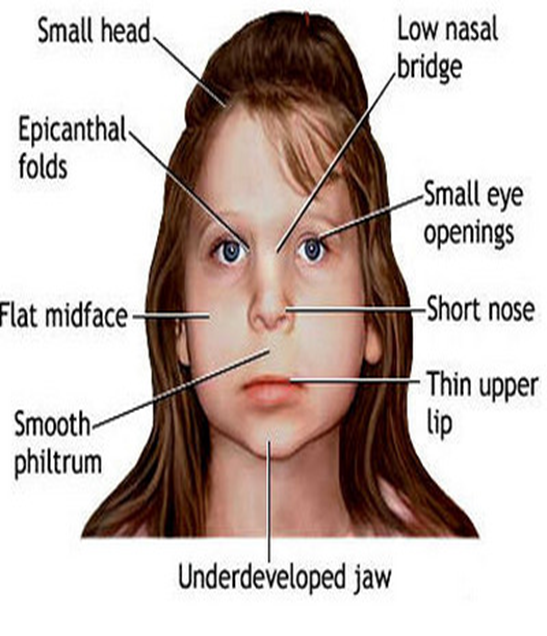 Small head
Low nasal
bridge
Epicanthal
folds
Small eye
openings
Flat midface
Short nose
Thin upper
lip
Smooth
philtrum
Underdeveloped jaw